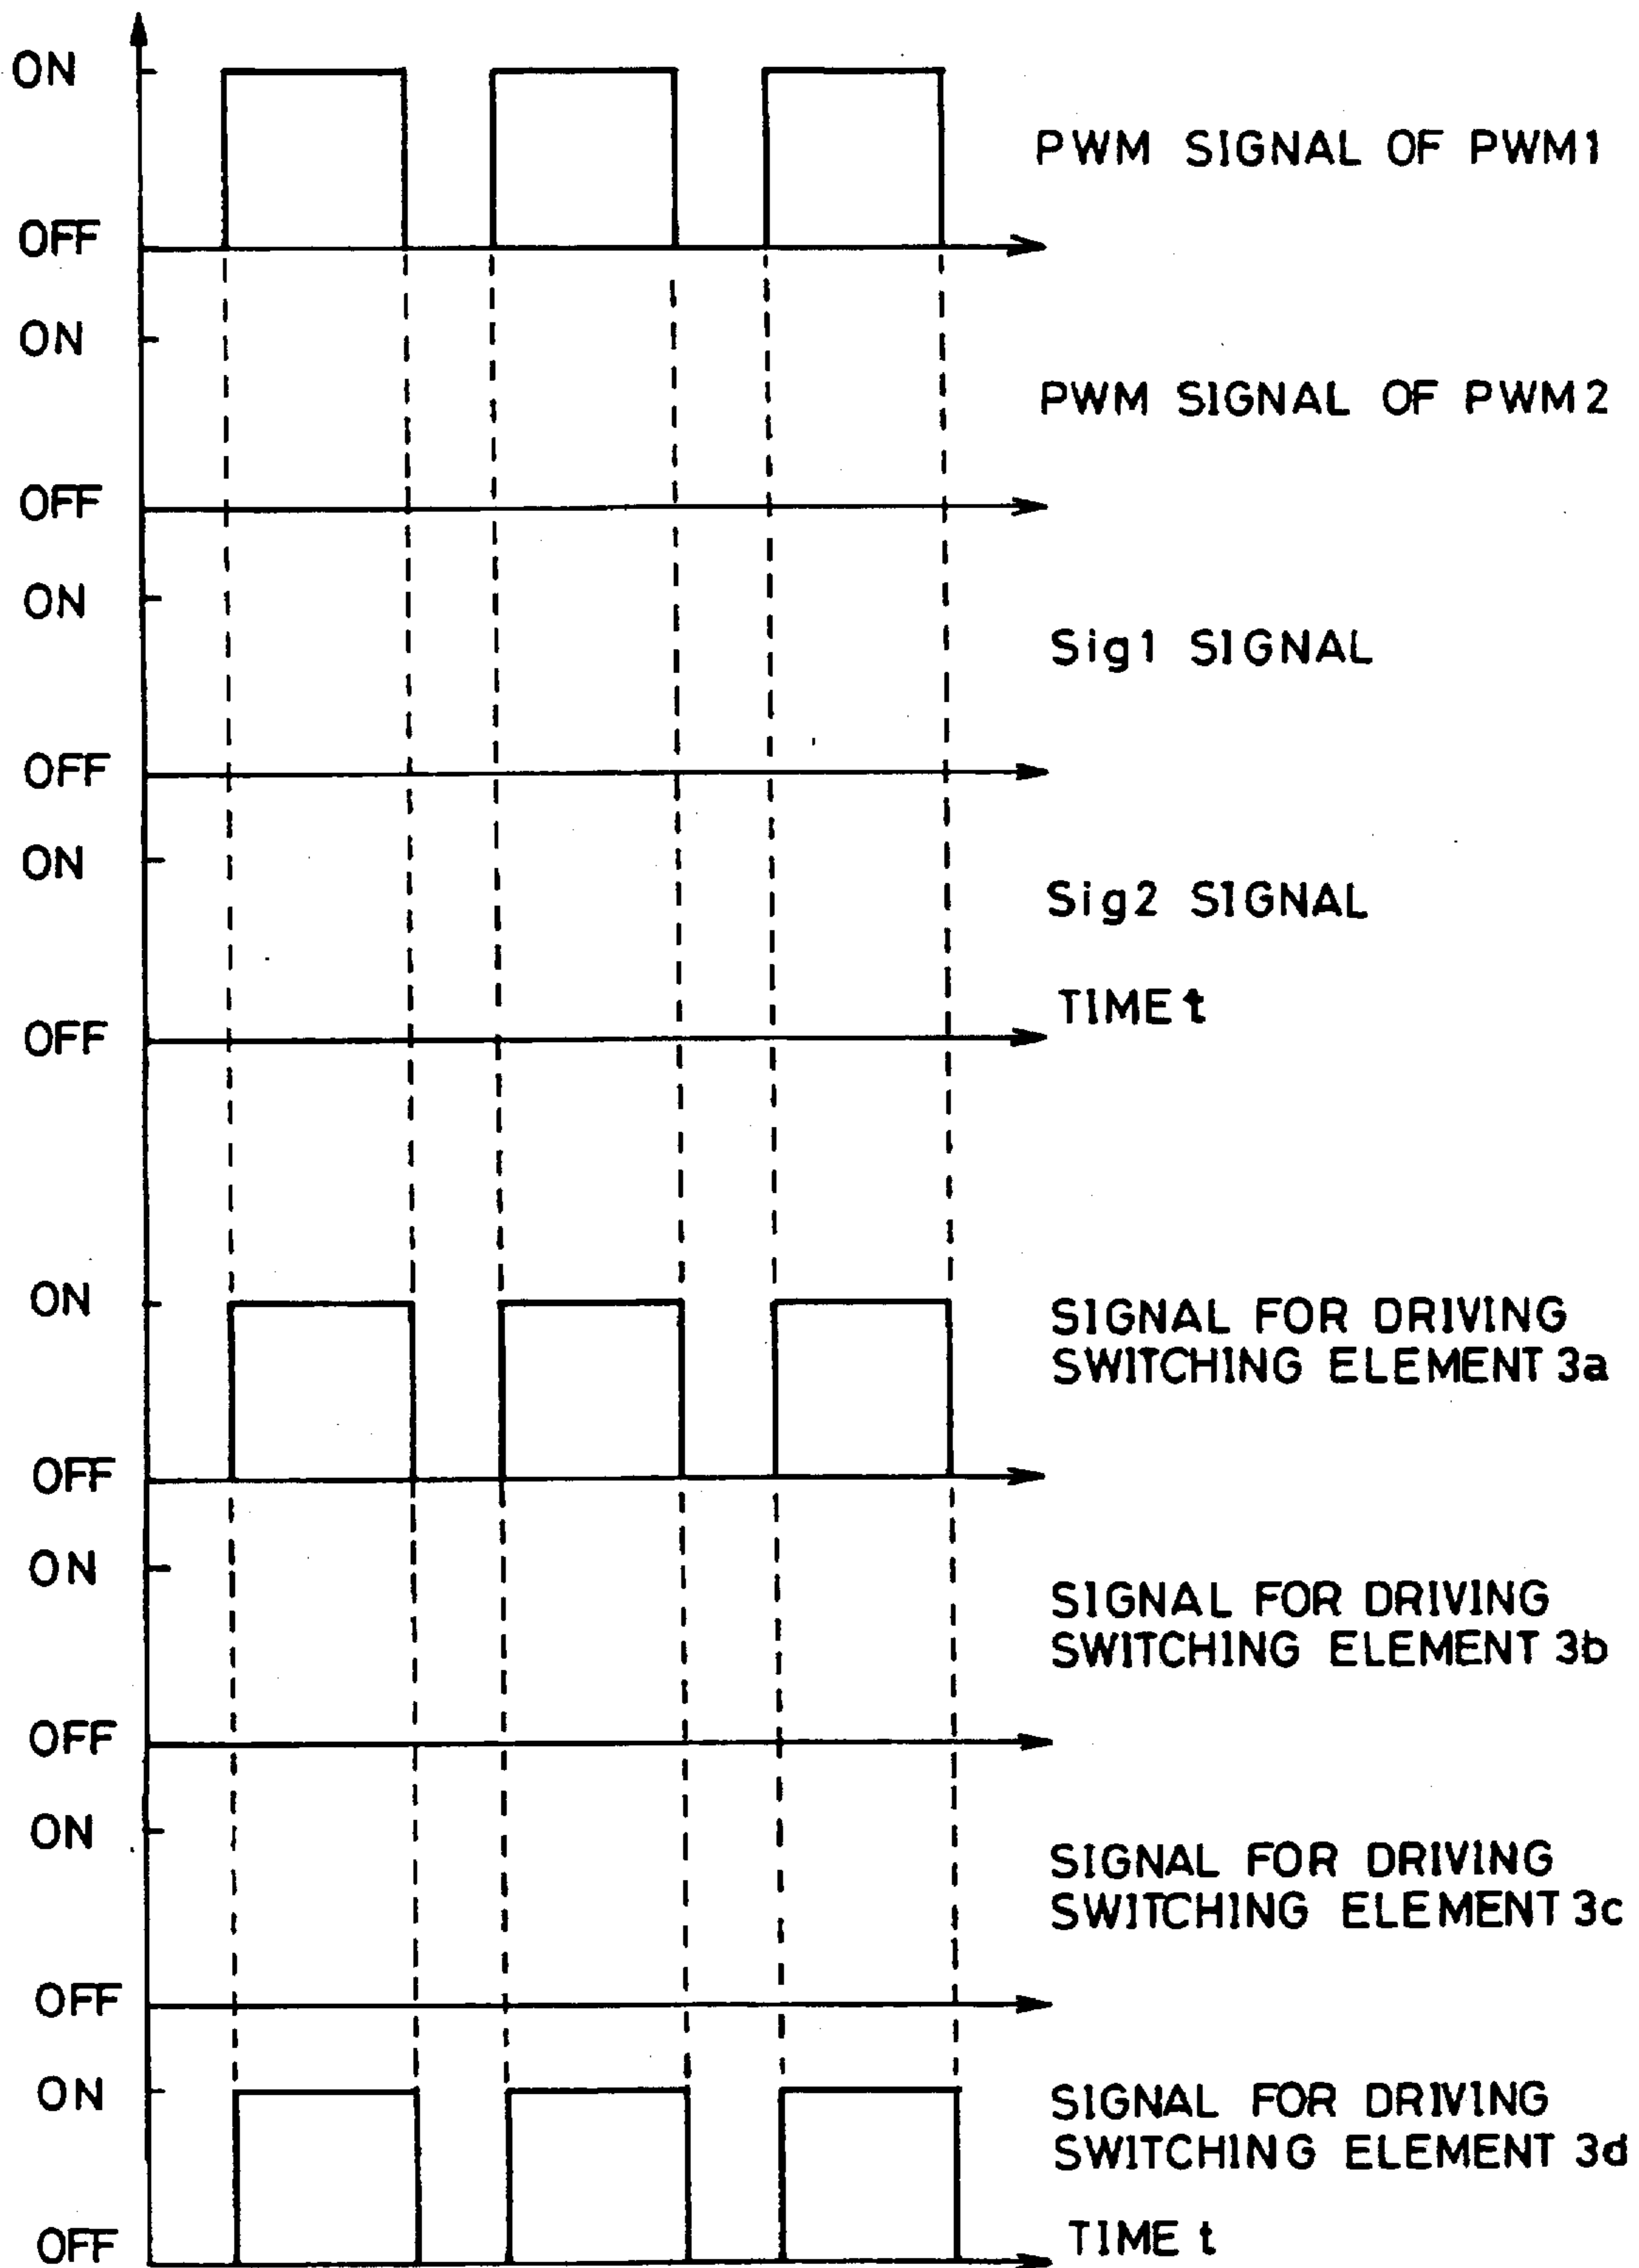 ON
PWM SIGNAL OF PWM1
OFF
ON
PWM SIGNAL OF PWM2
OFF
ON
Sig1 SIGNAL
OFF
ON
Sig2 SIGNAL
TIME t
OFF
ON
SIGNAL FOR DRIVING
SWITCHING ELEMENT 3a
OFF
ON
SIGNAL FOR DRIVING
SWITCHING ELEMENT 3b
OFF
ON
SIGNAL FOR DRIVING
SWITCHING ELEMENT 3c
OFF
ON
SIGNAL FOR DRIVING
SWITCHING ELEMENT 3d
TIME t
OFF